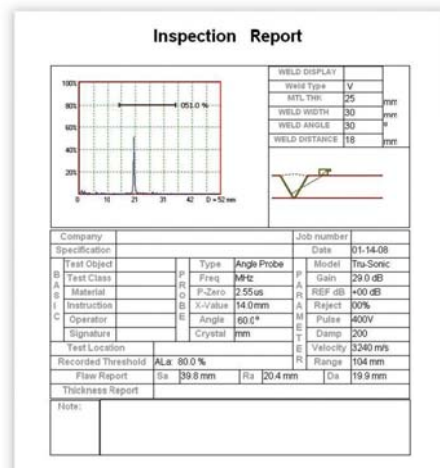 Inspection Report
100%
80%
60%
40%
20%
051.0 %
0 10 21 31 42 D=52 mm
WELD DISPLAY
Weld Type V
MTL THK 25 mm
WELD WIDTH 30 mm
WELD ANGLE 30 °
WELD DISTANCE 18 mm
Company Job number
Specification Date 01-14-08
BASIC PROBE PARAMETER
Test Object Type Angle Probe Model Tru-Sonic
Test Class Freq MHz Gain 29.0 dB
Material P-Zero 2.55us REF dB +00 dB
Instruction X-Value 14.0mm Reject 00%
Operator Angle 60.0° Pulse 400V
Signature Crystal mm Damp 200
Test Location Velocity 3240 m/s
Recorded Threshold ALa: 80.0 % Range 104 mm
Flaw Report Sa 39.8 mm Ra 20.4 mm Da 19.9 mm
Thickness Report
Note: